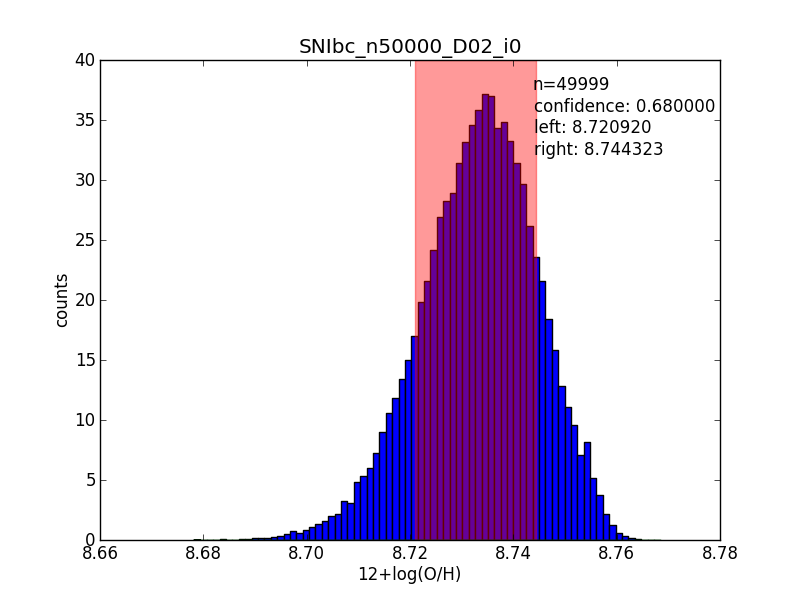 SNIbc_n50000_D02_i0
n=49999
confidence: 0.680000
left: 8.720920
right: 8.744323
40
35
30
25
20
15
10
5
0
counts
8.66 8.68 8.70 8.72 8.74 8.76 8.78
12+log(O/H)